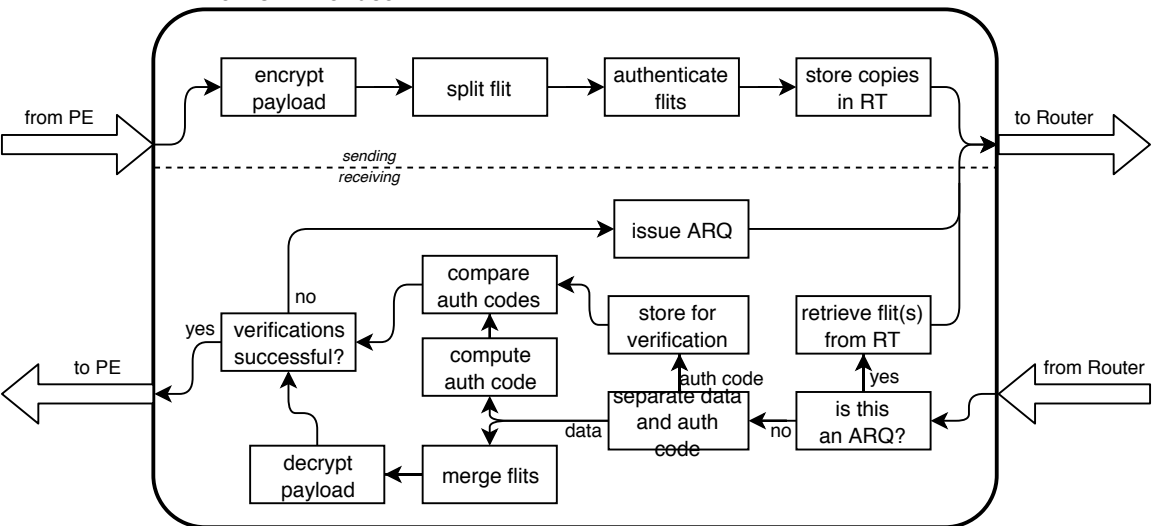 encrypt
payload
split flit
authenticate
flits
store copies
in RT
from PE
to Router
sending
receiving
issue ARQ
compare
auth codes
no
yes
verifications
successful?
store for
verification
retrieve flit(s)
from RT
compute
auth code
to PE
from Router
auth code
yes
separate data
and auth
code
is this
an ARQ?
data
no
decrypt
payload
merge flits